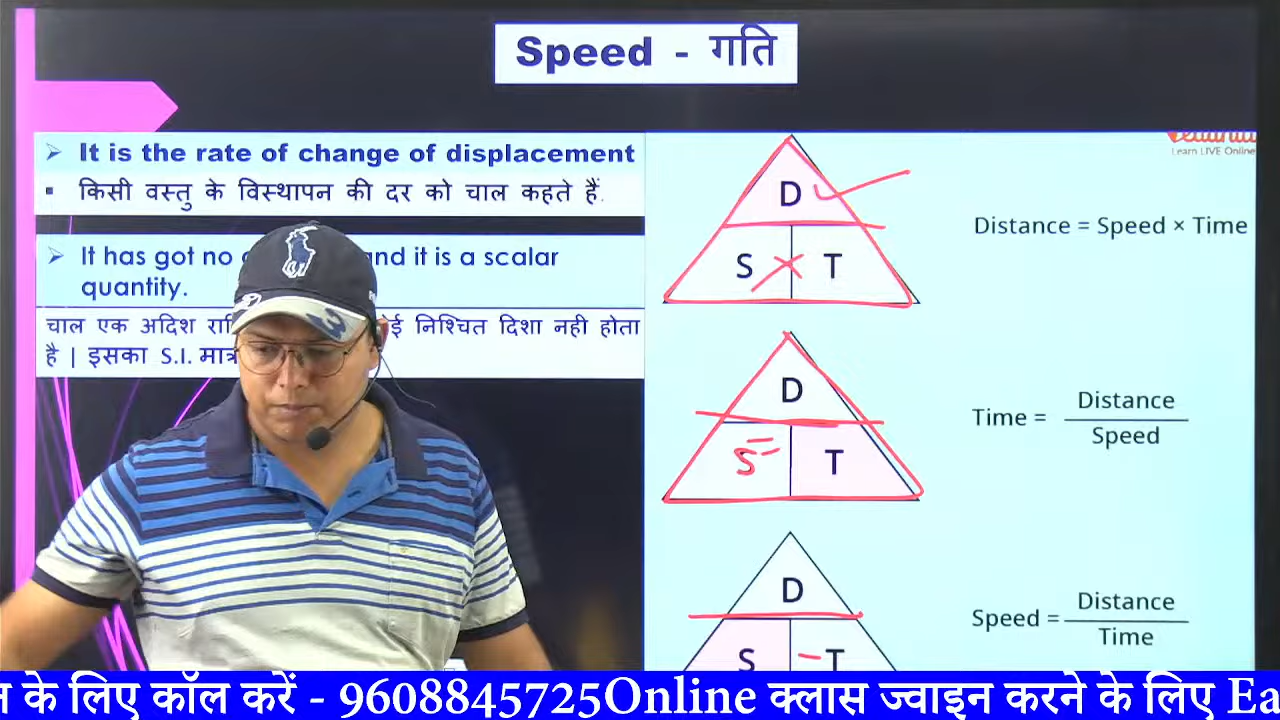 Speed - गति
It is the rate of change of displacement
किसी वस्तु के विस्थापन की दर को चाल कहते हैं.
It has got no and it is a scalar
quantity.
चाल एक अदिश निश्चित दिशा नही होता
है | इसका S.I.
Learn LIVE Online
D
S T
Distance = Speed × Time
D
S T
Time = Distance
Speed
D
S T
Speed = Distance
Time
के लिए कॉल करें - 9608845725Online क्लास ज्वाइन करने के लिए Ea